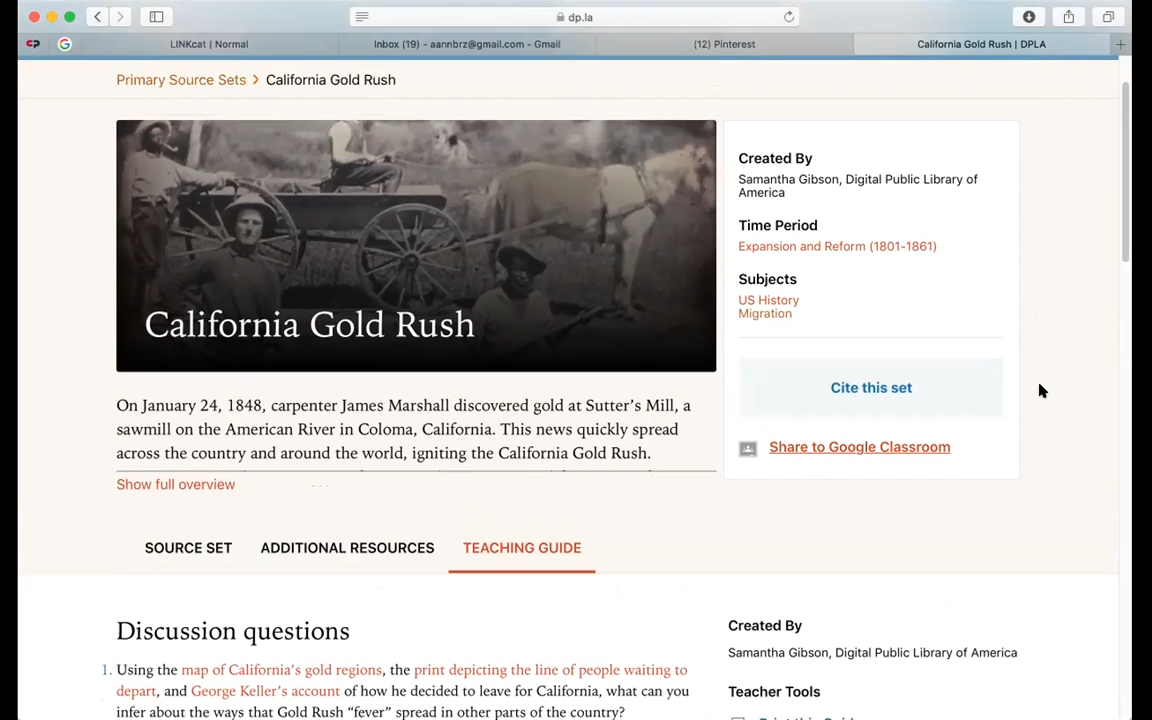 dp.la
LINKcat | Normal
Inbox (19) - aannbrz@gmail.com - Gmail
(12) Pinterest
California Gold Rush | DPLA
Primary Source Sets > California Gold Rush
California Gold Rush
Created By
Samantha Gibson, Digital Public Library of
America
Time Period
Expansion and Reform (1801-1861)
Subjects
US History
Migration
Cite this set
Share to Google Classroom
On January 24, 1848, carpenter James Marshall discovered gold at Sutter’s Mill, a
sawmill on the American River in Coloma, California. This news quickly spread
across the country and around the world, igniting the California Gold Rush.
Show full overview
SOURCE SET
ADDITIONAL RESOURCES
TEACHING GUIDE
Discussion questions
1. Using the map of California’s gold regions, the print depicting the line of people waiting to
depart, and George Keller’s account of how he decided to leave for California, what can you
infer about the ways that Gold Rush “fever” spread in other parts of the country?
Created By
Samantha Gibson, Digital Public Library of America
Teacher Tools